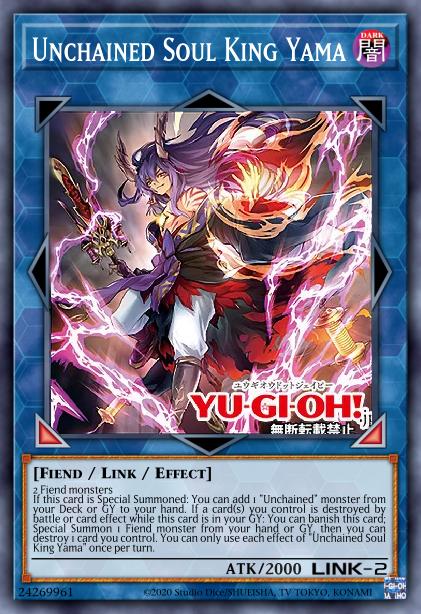 UNCHAINED SOUL KING YAMA
DARK
闇
ユウギオウドットジェイピー
YU-GI-OH!
.jp
無断転載禁止
[FIEND / LINK / EFFECT]
2 Fiend monsters
If this card is Special Summoned: You can add 1 "Unchained" monster from
your Deck or GY to your hand. If a card(s) you control is destroyed by
battle or card effect while this card is in your GY: You can banish this card;
Special Summon 1 Fiend monster from your hand or GY, then you can
destroy 1 card you control. You can only use each effect of "Unchained Soul
King Yama" once per turn.
ATK/2000 LINK-2
24269961
©2020 Studio Dice/SHUEISHA, TV TOKYO, KONAMI